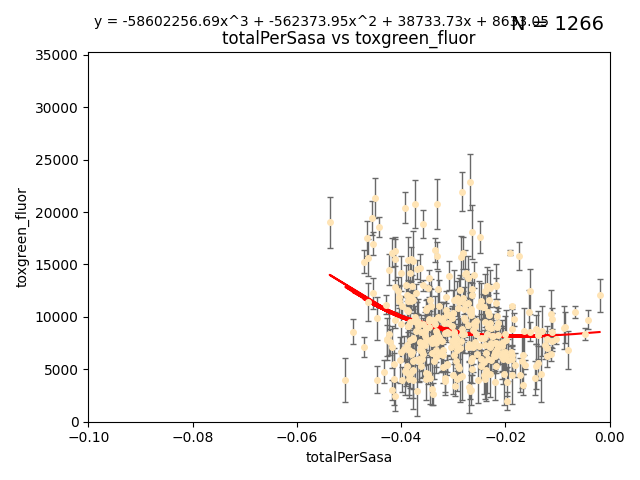 y = -58602256.69x^3 + -562373.95x^2 + 38733.73x + 8633.05
N = 1266
totalPerSasa vs toxgreen_fluor
35000
30000
25000
20000
15000
10000
5000
0
toxgreen_fluor
−0.10 −0.08 −0.06 −0.04 −0.02 0.00
totalPerSasa